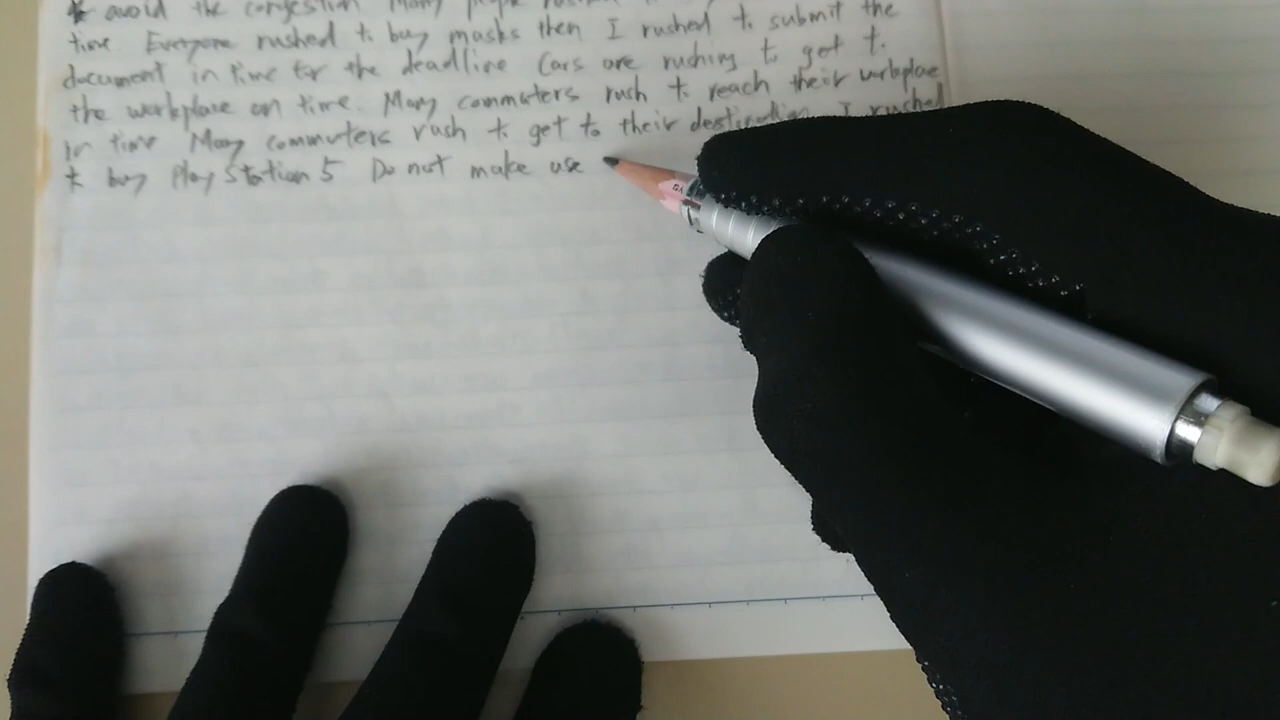 to avoid the congestion Many people rushed
time Everyone rushed to buy masks then I rushed to submit the
document in time for the deadline Cars are rushing to get to
the workplace on time. Many commuters rush to reach their workplace
in time Many commuters rush to get to their destination I rushed
to buy PlayStation 5 Do not make use